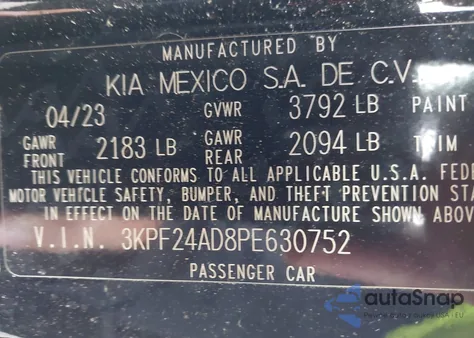 MANUFACTURED BY
KIA MEXICO S.A. DE C.V.
04/23 GVWR 3792 LB PAINT
GAWR FRONT 2183 LB GAWR REAR 2094 LB TRIM
THIS VEHICLE CONFORMS TO ALL APPLICABLE U.S.A. FEDE
MOTOR VEHICLE SAFETY, BUMPER, AND THEFT PREVENTION STA
IN EFFECT ON THE DATE OF MANUFACTURE SHOWN ABOV
V.I.N. 3KPF24AD8PE630752
PASSENGER CAR
autaSnap